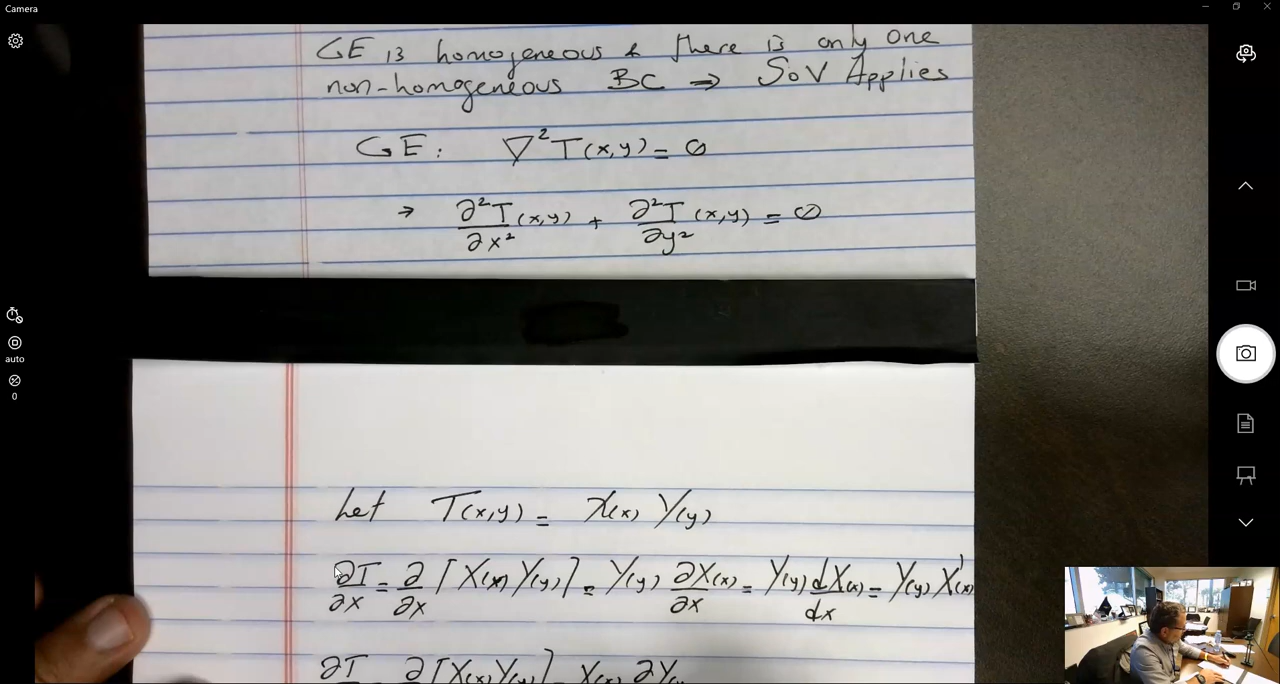 Camera
GE is homogeneous & there is only one
non-homogeneous BC → SoV Applies
GE: ∇²T(x,y) = 0
→ ∂²T/∂x² (x,y) + ∂²T/∂y² (x,y) = 0
auto
0
Let T(x,y) = X(x) Y(y)
∂T/∂x = ∂/∂x [X(x) Y(y)] = Y(y) ∂X(x)/∂x = Y(y) dX(x)/dx = Y(y) X'(x)
∂T = ∂ [X(x) Y(y)] = X(x) ∂Y(